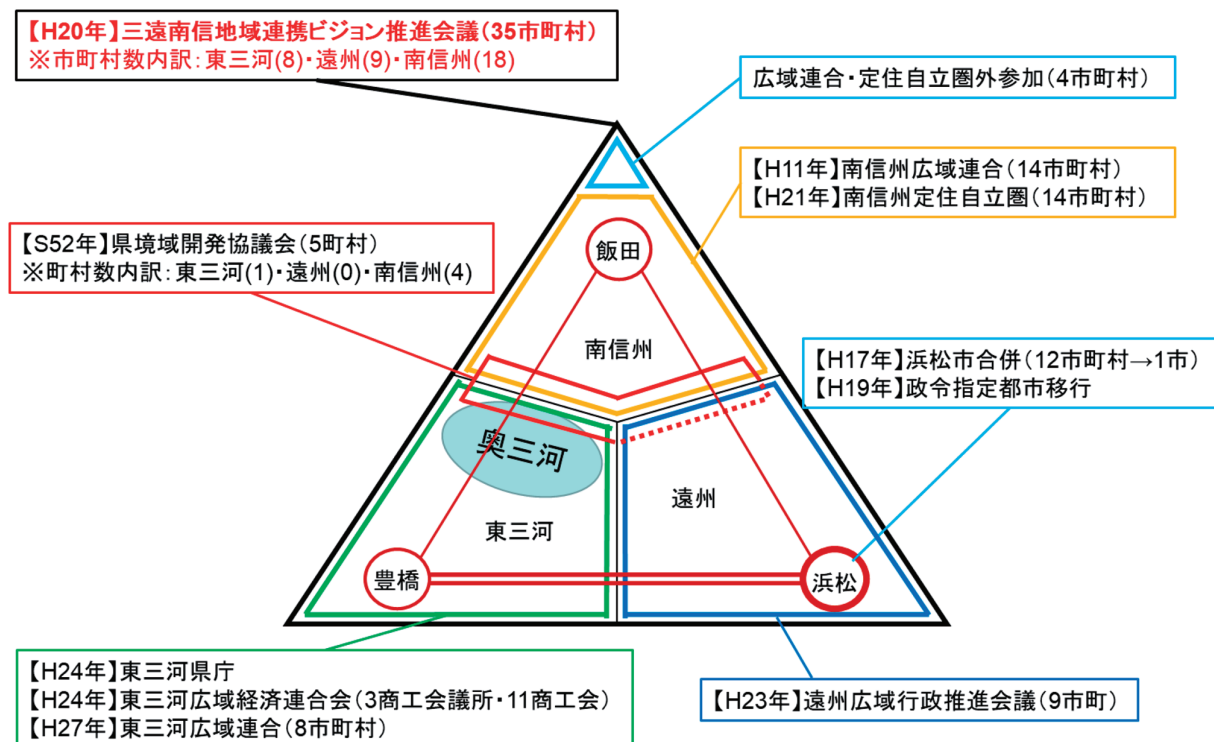 【H20年】三遠南信地域連携ビジョン推進会議(35市町村)
※市町村数内訳:東三河(8)・遠州(9)・南信州(18)
広域連合・定住自立圏外参加(4市町村)
【H11年】南信州広域連合(14市町村)
【H21年】南信州定住自立圏(14市町村)
【S52年】県境域開発協議会(5町村)
※町村数内訳:東三河(1)・遠州(0)・南信州(4)
飯田
南信州
【H17年】浜松市合併(12市町村→1市)
【H19年】政令指定都市移行
奥三河
遠州
東三河
豊橋
浜松
【H24年】東三河県庁
【H24年】東三河広域経済連合会(3商工会議所・11商工会)
【H27年】東三河広域連合(8市町村)
【H23年】遠州広域行政推進会議(9市町)